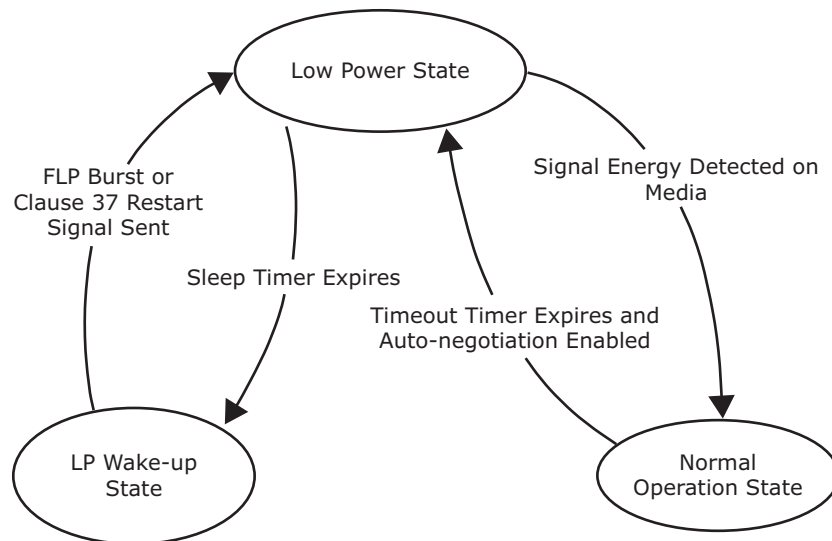 Low Power State
FLP Burst or
Clause 37 Restart
Signal Sent
Signal Energy Detected on
Media
Sleep Timer Expires
Timeout Timer Expires and
Auto-negotiation Enabled
LP Wake-up
State
Normal
Operation State